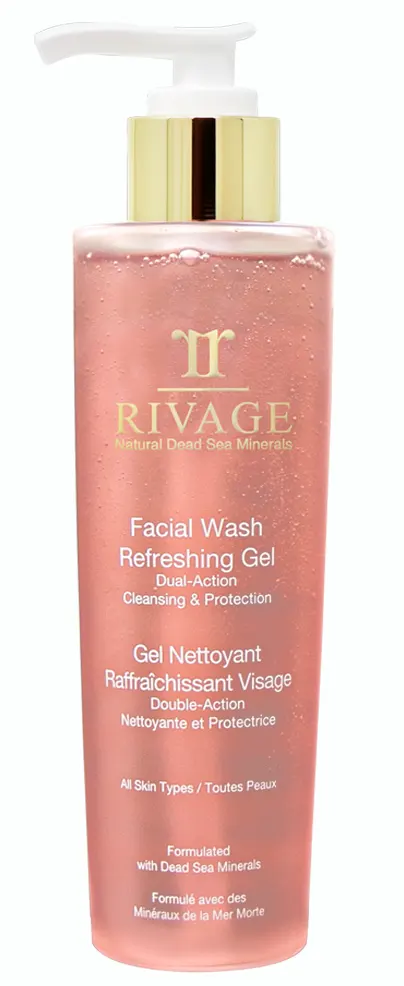 RIVAGE
Natural Dead Sea Minerals
Facial Wash
Refreshing Gel
Dual-Action
Cleansing & Protection
Gel Nettoyant
Raffraîchissant Visage
Double-Action
Nettoyante et Protectrice
All Skin Types / Toutes Peaux
Formulated
with Dead Sea Minerals
Formulé avec des
Minéraux de la Mer Morte